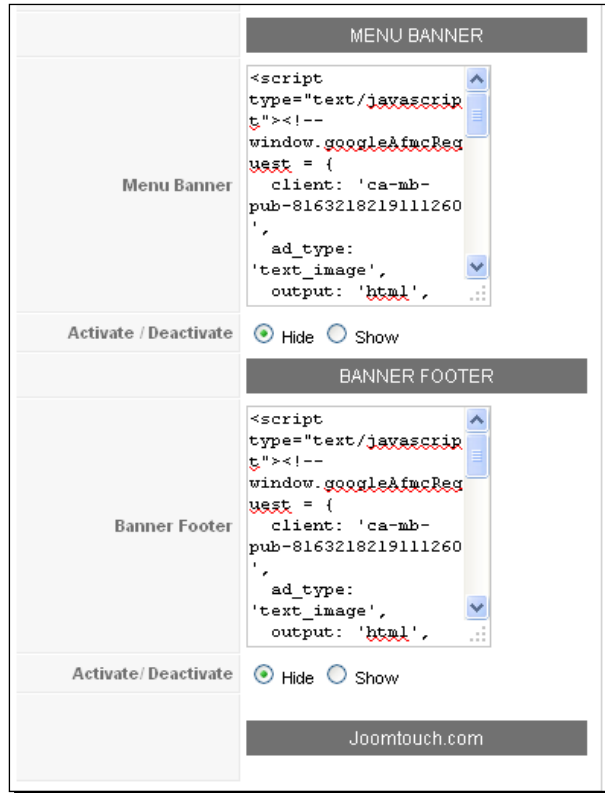 MENU BANNER
Menu Banner
<script
type="text/javascrip
t"><!--
window.googleAfmcReq
uest = {
  client: 'ca-mb-
pub-8163218219111260
',
  ad_type:
'text_image',
  output: 'html',
Activate / Deactivate
Hide Show
BANNER FOOTER
Banner Footer
<script
type="text/javascrip
t"><!--
window.googleAfmcReq
uest = {
  client: 'ca-mb-
pub-8163218219111260
',
  ad_type:
'text_image',
  output: 'html',
Activate/ Deactivate
Hide Show
Joomtouch.com